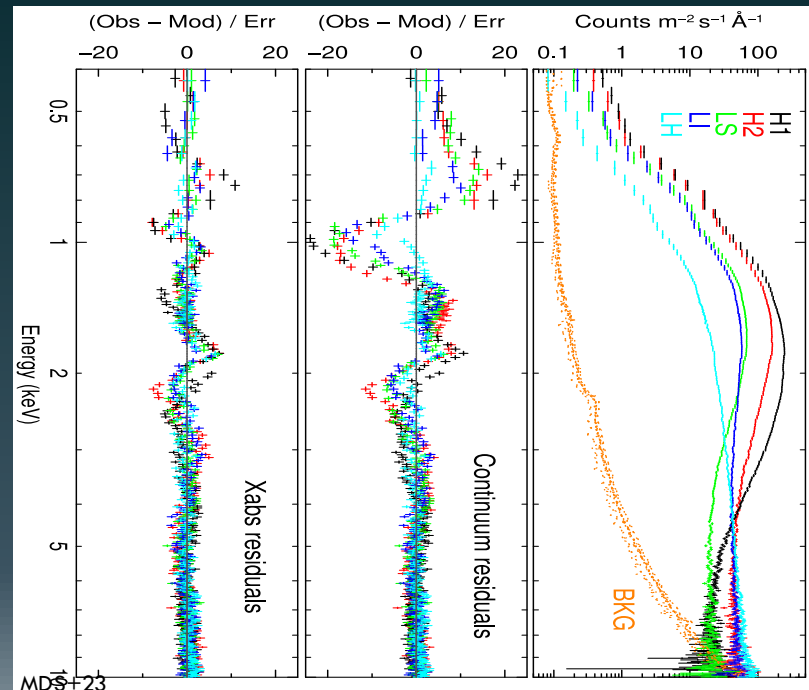 (Obs − Mod) / Err
(Obs − Mod) / Err
Counts m⁻² s⁻¹ Å⁻¹
−20 0 20
−20 0 20
0.1 1 10 100
H1
H2
LS
LI
LH
BKG
Continuum residuals
Xabs residuals
0.5
1
2
5
Energy (keV)
MDS+23